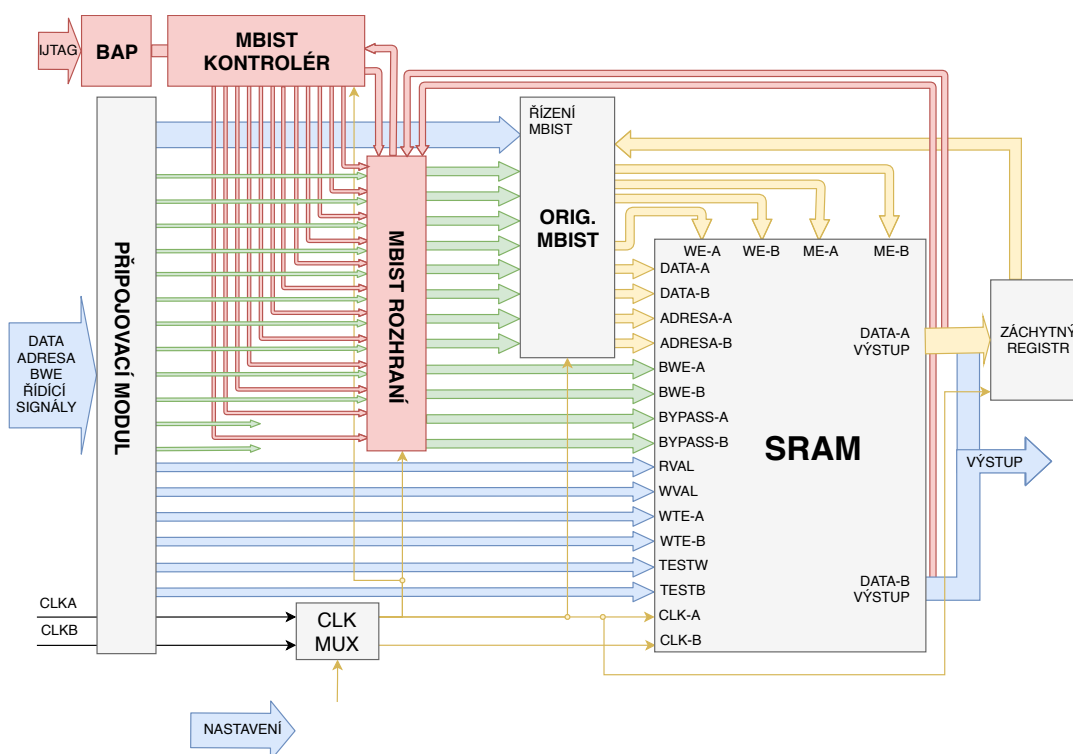 IJTAG
BAP
MBIST
KONTROLÉR
ŘÍZENÍ
MBIST
ORIG.
MBIST
MBIST ROZHRANÍ
PŘIPOJOVACÍ MODUL
DATA
ADRESA
BWE
ŘÍDÍCÍ
SIGNÁLY
WE-A
WE-B
ME-A
ME-B
DATA-A
DATA-B
ADRESA-A
ADRESA-B
BWE-A
BWE-B
BYPASS-A
BYPASS-B
RVAL
WVAL
WTE-A
WTE-B
TESTW
TESTB
CLK-A
CLK-B
SRAM
DATA-A
VÝSTUP
DATA-B
VÝSTUP
ZÁCHYTNÝ
REGISTR
VÝSTUP
CLKA
CLKB
CLK
MUX
NASTAVENÍ